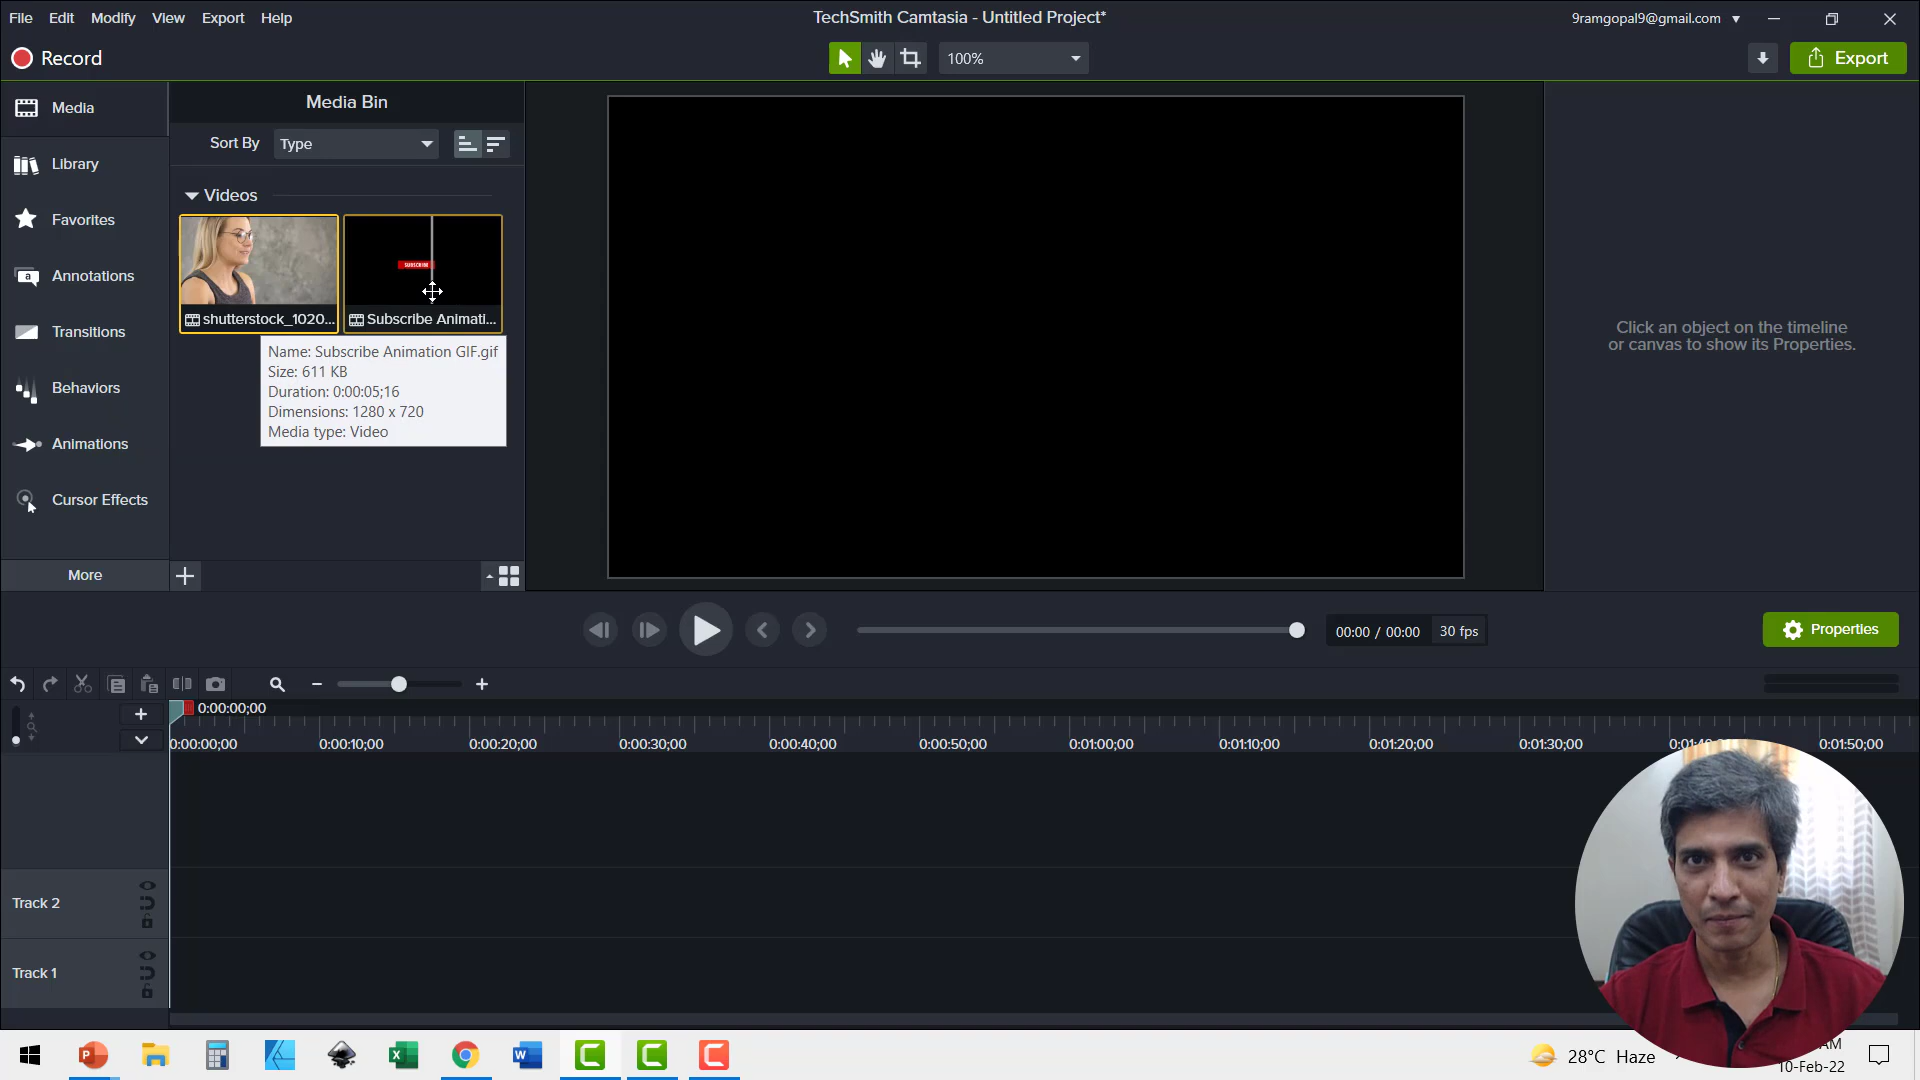 File Edit Modify View Export Help
TechSmith Camtasia - Untitled Project*
9ramgopal9@gmail.com
Record
100%
Export
Media
Library
Favorites
Annotations
Transitions
Behaviors
Animations
Cursor Effects
More
Media Bin
Sort By Type
Videos
SUBSCRIBE
shutterstock_1020...
Subscribe Animati...
Name: Subscribe Animation GIF.gif
Size: 611 KB
Duration: 0:00:05;16
Dimensions: 1280 x 720
Media type: Video
Click an object on the timeline
or canvas to show its Properties.
00:00 / 00:00 30 fps
Properties
0:00:00;00
0:00:00;00 0:00:10;00 0:00:20;00 0:00:30;00 0:00:40;00 0:00:50;00 0:01:00;00 0:01:10;00 0:01:20;00 0:01:30;00 0:01:50;00
Track 2
Track 1
28°C Haze
AM
10-Feb-22